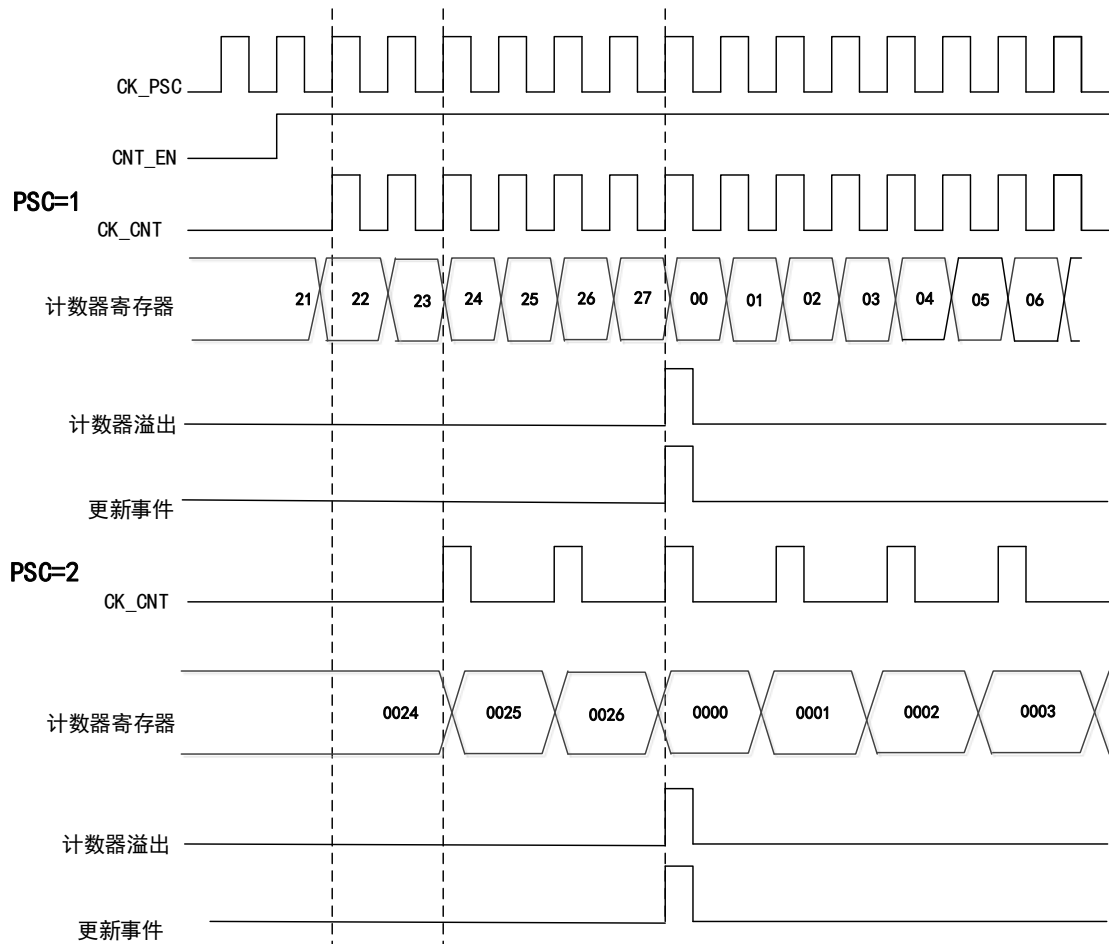 CK_PSC
CNT_EN
PSC=1
CK_CNT
计数器寄存器 21 22 23 24 25 26 27 00 01 02 03 04 05 06
计数器溢出
更新事件
PSC=2
CK_CNT
计数器寄存器 0024 0025 0026 0000 0001 0002 0003
计数器溢出
更新事件